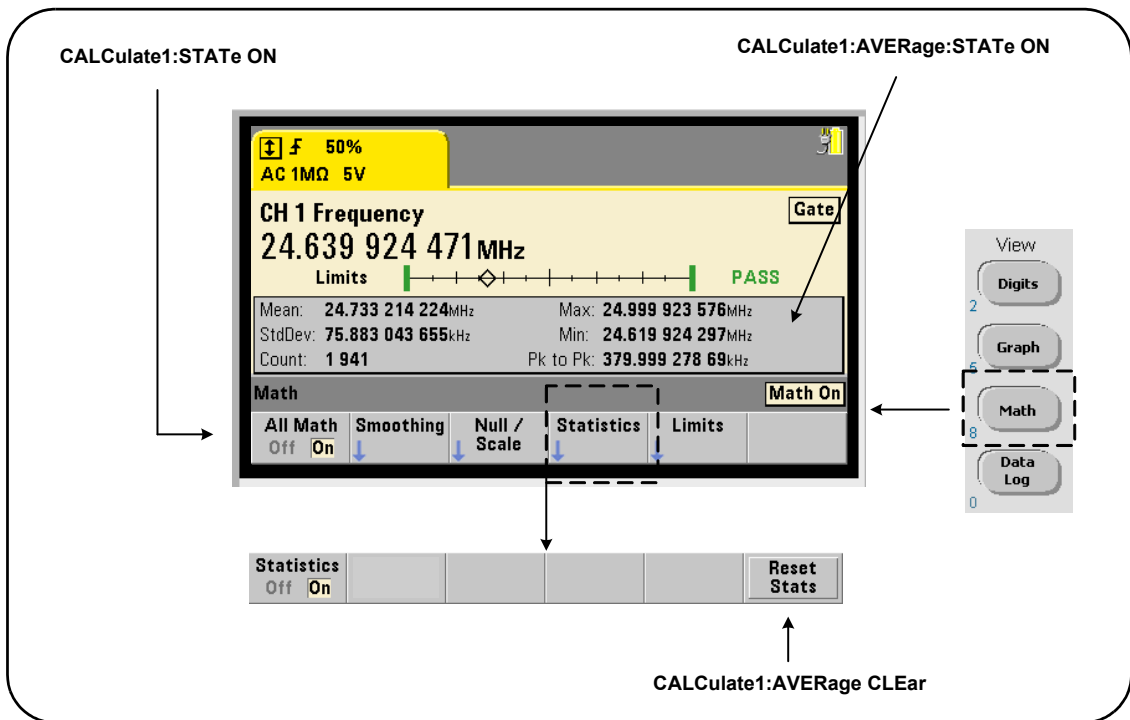 CALCulate1:STATe ON
CALCulate1:AVERage:STATe ON
50%
AC 1MΩ 5V
CH 1 Frequency
Gate
24.639 924 471 MHz
Limits
PASS
Mean: 24.733 214 224MHz Max: 24.999 923 576MHz
StdDev: 75.883 043 655kHz Min: 24.619 924 297MHz
Count: 1 941 Pk to Pk: 379.999 278 69kHz
Math
Math On
All Math
Off On
Smoothing
Null /
Scale
Statistics
Limits
View
Digits
2
Graph
6
Math
8
Data
Log
0
Statistics
Off On
Reset
Stats
CALCulate1:AVERage CLEar